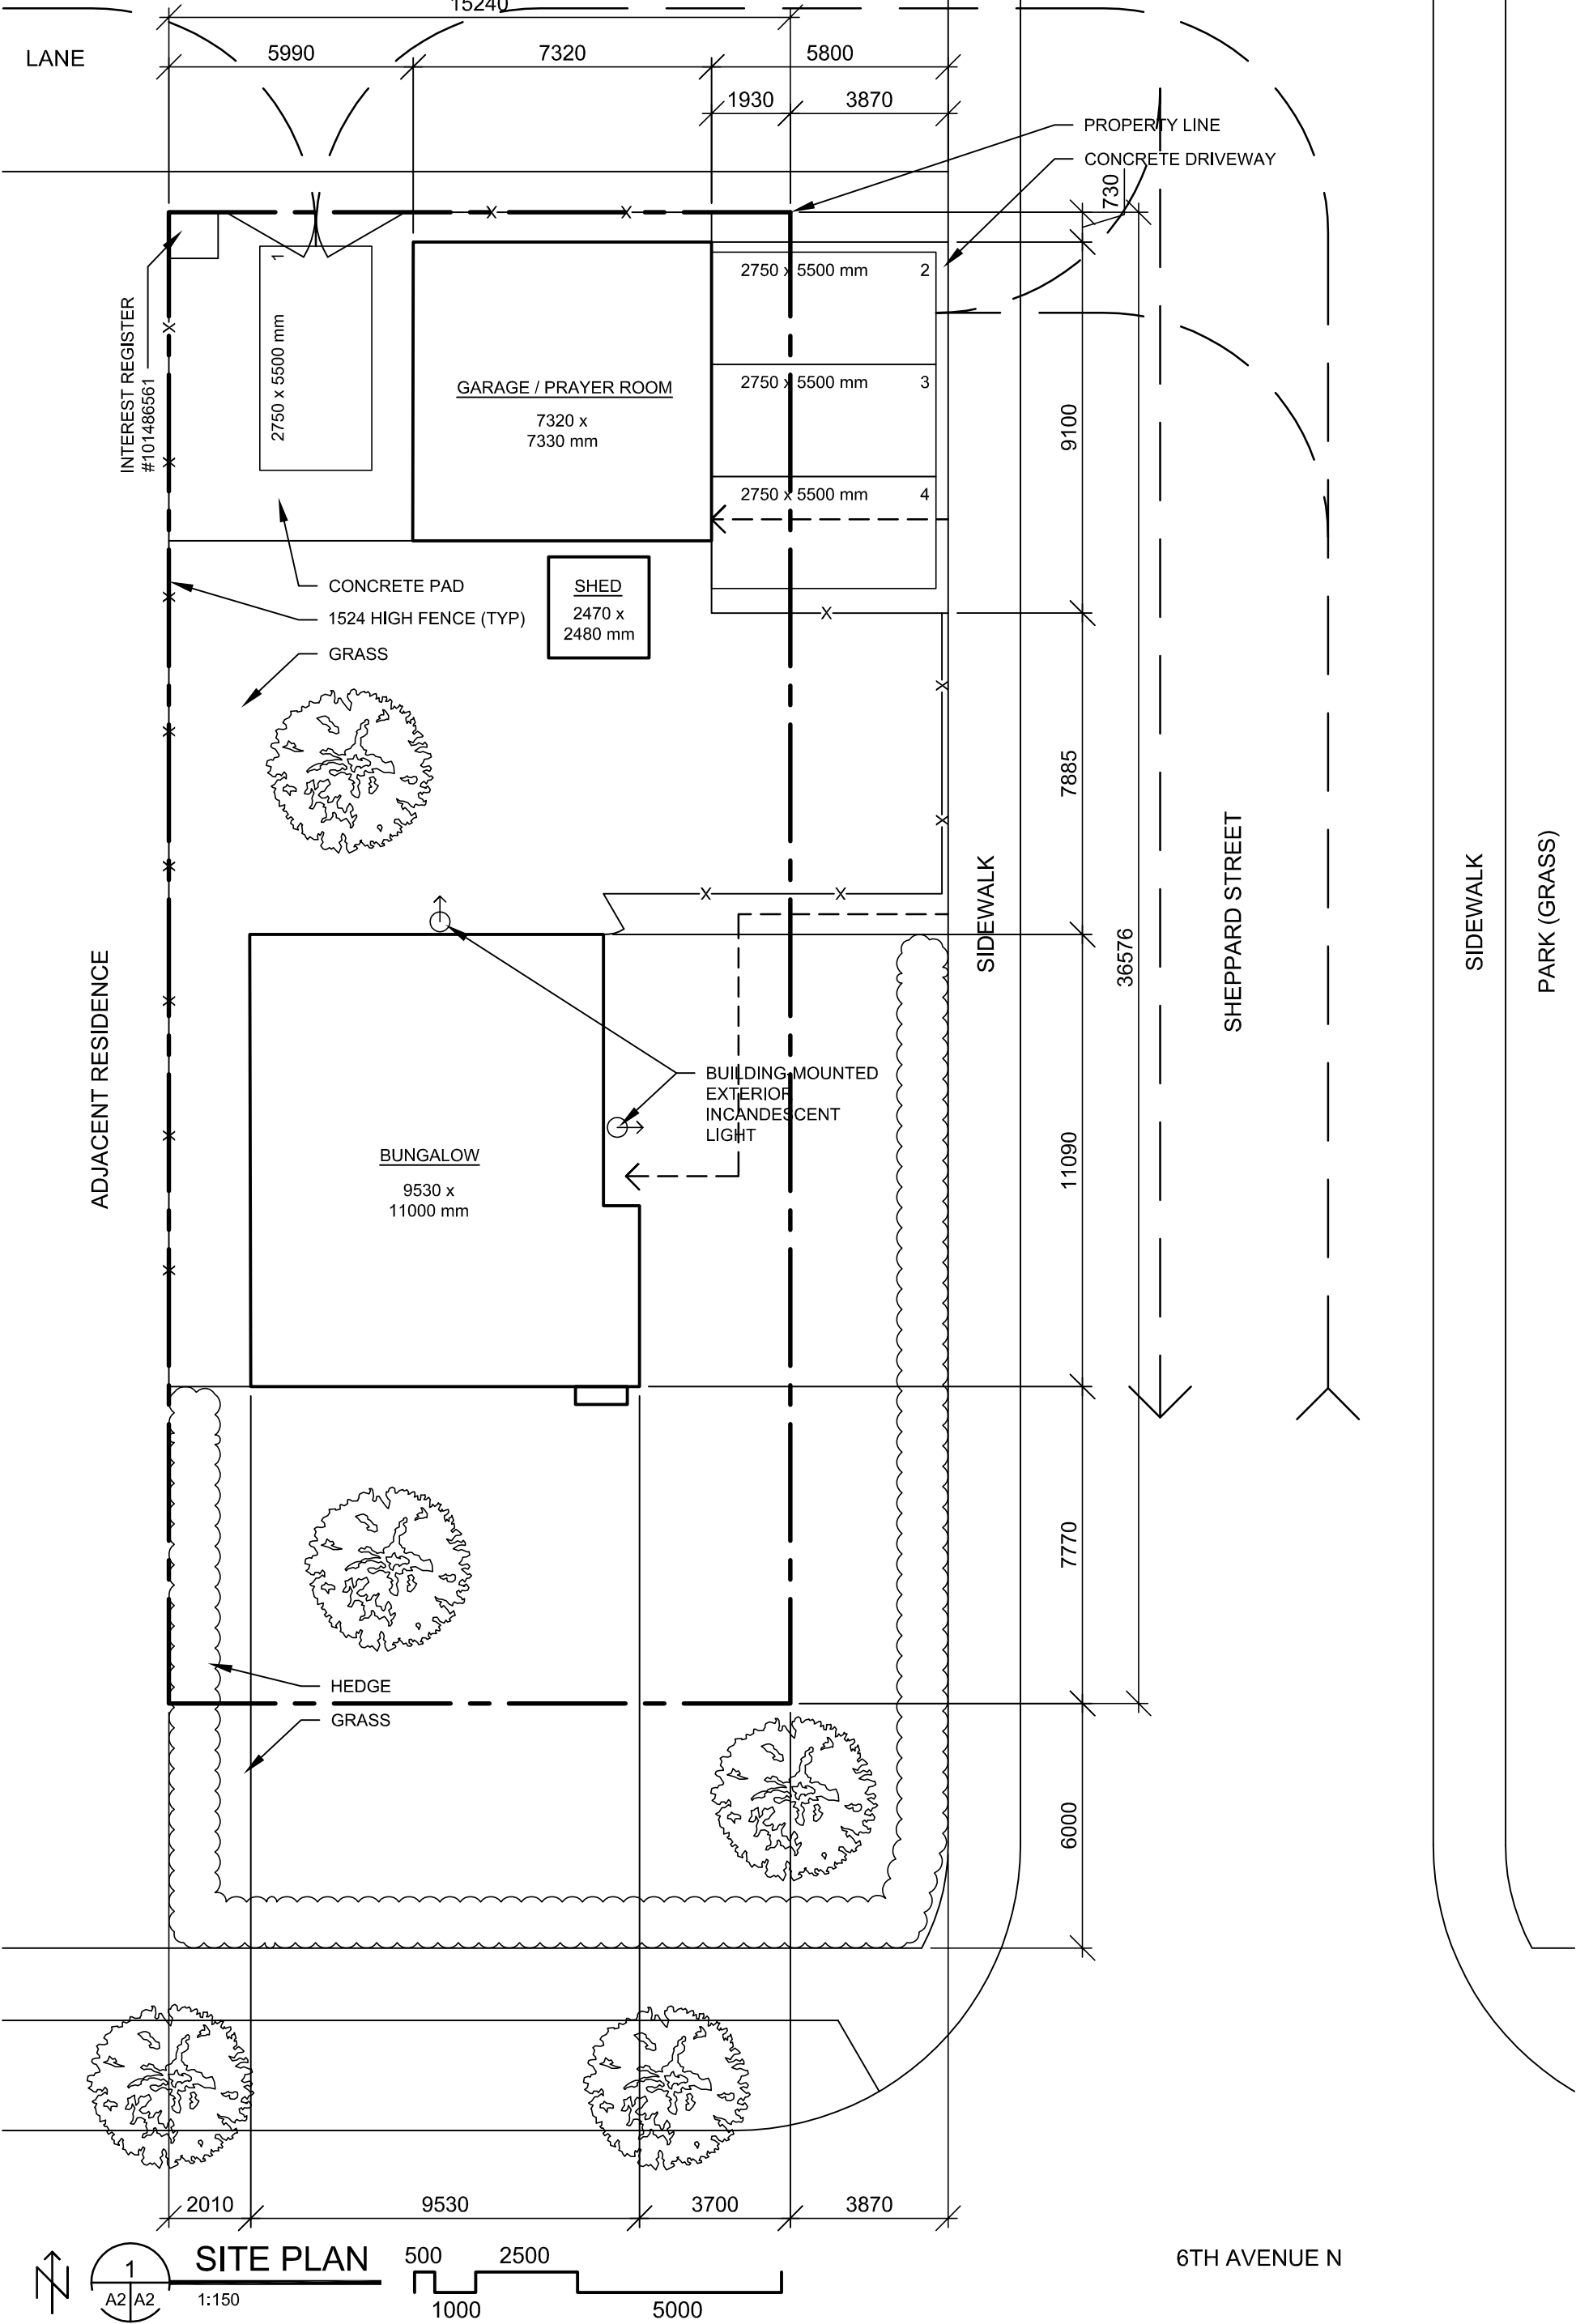 15240
LANE
5990
7320
5800
1930
3870
PROPERTY LINE
CONCRETE DRIVEWAY
730
1
2750 x 5500 mm
INTEREST REGISTER
#101486561
GARAGE / PRAYER ROOM
7320 x
7330 mm
2750 x 5500 mm 2
2750 x 5500 mm 3
2750 x 5500 mm 4
9100
CONCRETE PAD
1524 HIGH FENCE (TYP)
GRASS
SHED
2470 x
2480 mm
7885
SIDEWALK
36576
SHEPPARD STREET
SIDEWALK
PARK (GRASS)
ADJACENT RESIDENCE
BUILDING-MOUNTED
EXTERIOR
INCANDESCENT
LIGHT
BUNGALOW
9530 x
11000 mm
11090
7770
HEDGE
GRASS
6000
2010
9530
3700
3870
N
1
A2 A2
SITE PLAN
1:150
500
2500
1000
5000
6TH AVENUE N